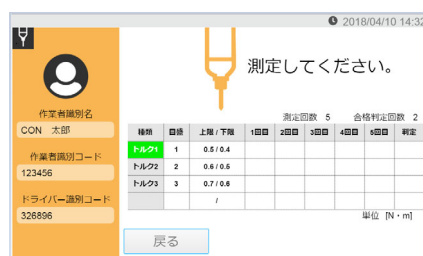 2018/04/10 14:32
測定してください。
作業者識別名
CON 太郎
作業者識別コード
123456
ドライバー識別コード
326896
測定回数 5 合格判定回数 2
種類 目盛 上限 / 下限 1回目 2回目 3回目 4回目 5回目 判定
トルク1 1 0.5 / 0.4
トルク2 2 0.6 / 0.5
トルク3 3 0.7 / 0.6
/
単位 [N・m]
戻る